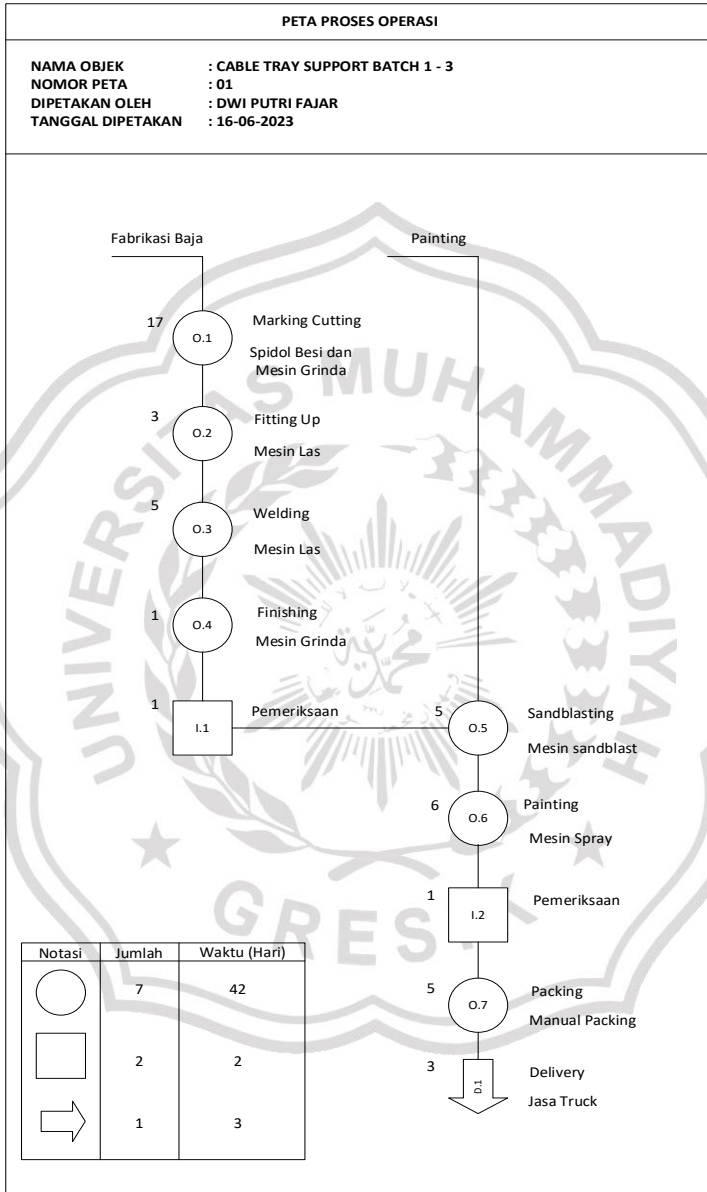 PETA PROSES OPERASI
NAMA OBJEK : CABLE TRAY SUPPORT BATCH 1 - 3
NOMOR PETA : 01
DIPETAKAN OLEH : DWI PUTRI FAJAR
TANGGAL DIPETAKAN : 16-06-2023
Fabrikasi Baja
Painting
17
O.1
Marking Cutting
Spidol Besi dan
Mesin Grinda
3
O.2
Fitting Up
Mesin Las
5
O.3
Welding
Mesin Las
1
O.4
Finishing
Mesin Grinda
1
I.1
Pemeriksaan
5
O.5
Sandblasting
Mesin sandblast
6
O.6
Painting
Mesin Spray
1
I.2
Pemeriksaan
5
O.7
Packing
Manual Packing
3
D.1
Delivery
Jasa Truck
Notasi Jumlah Waktu (Hari)
7 42
2 2
1 3
UNIVERSITAS MUHAMMADIYAH
GRESIK